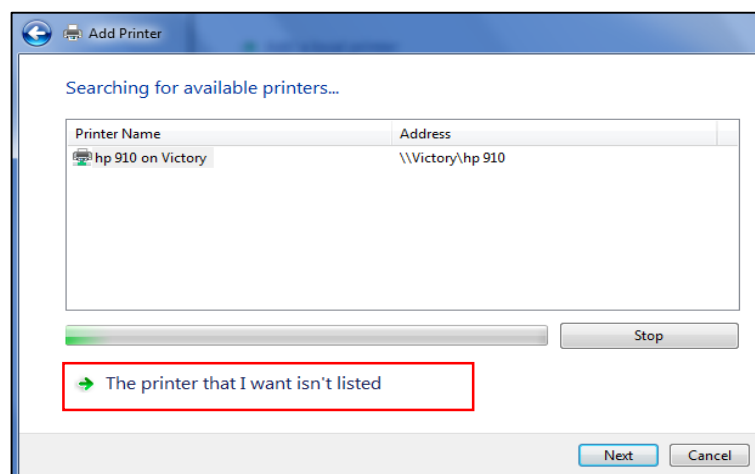 Add Printer
Searching for available printers...
Printer Name Address
hp 910 on Victory \\Victory\hp 910
Stop
The printer that I want isn't listed
Next Cancel